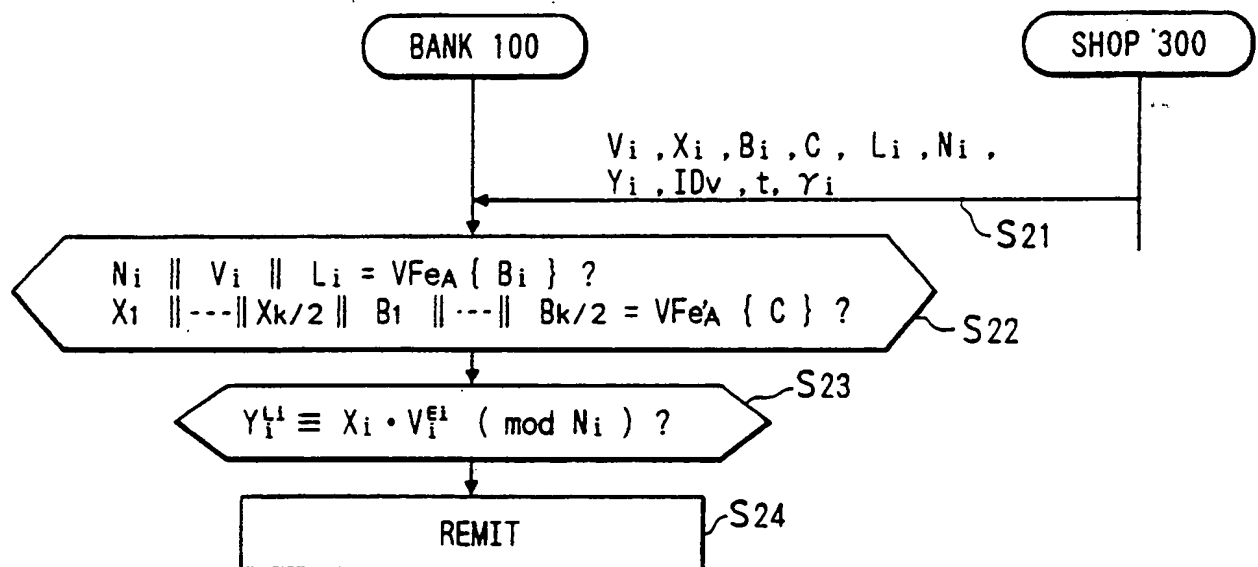 BANK 100
SHOP 300
Vi ,Xi ,Bi ,C , Li ,Ni ,
Yi , IDv , t, γi
S21
Ni ‖ Vi ‖ Li = VFeA { Bi } ?
X1 ‖---‖ Xk/2 ‖ B1 ‖---‖ Bk/2 = VFe'A { C } ?
S22
S23
Yi^Li ≡ Xi • Vi^Ei ( mod Ni ) ?
S24
REMIT